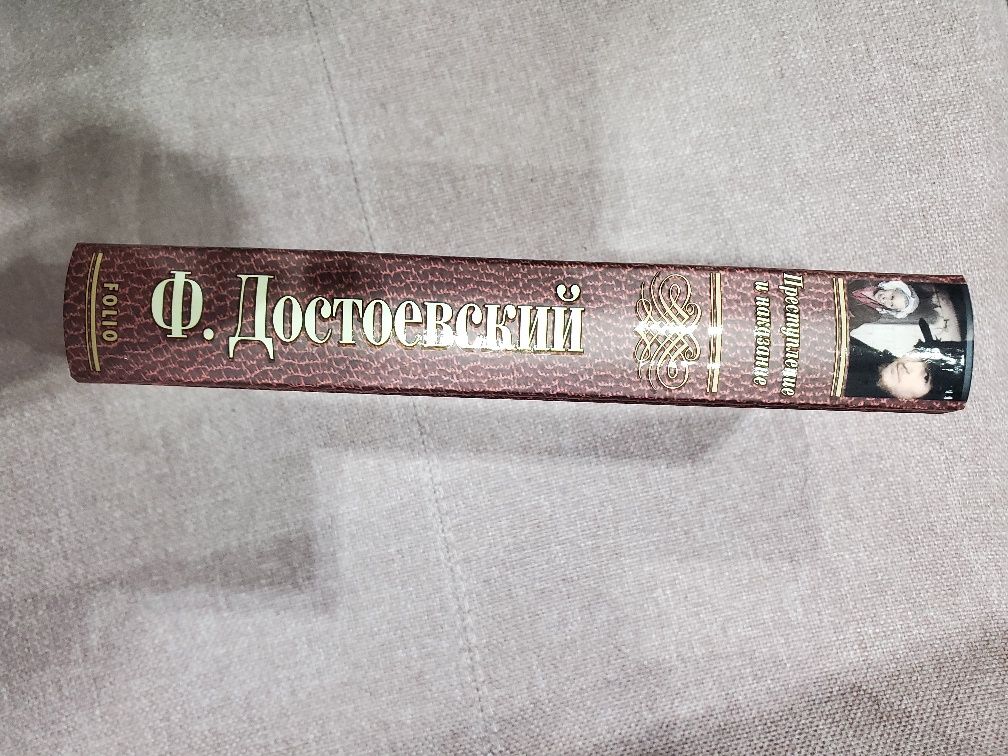 FOLIO
Ф. Достоевский
Преступление
и наказание